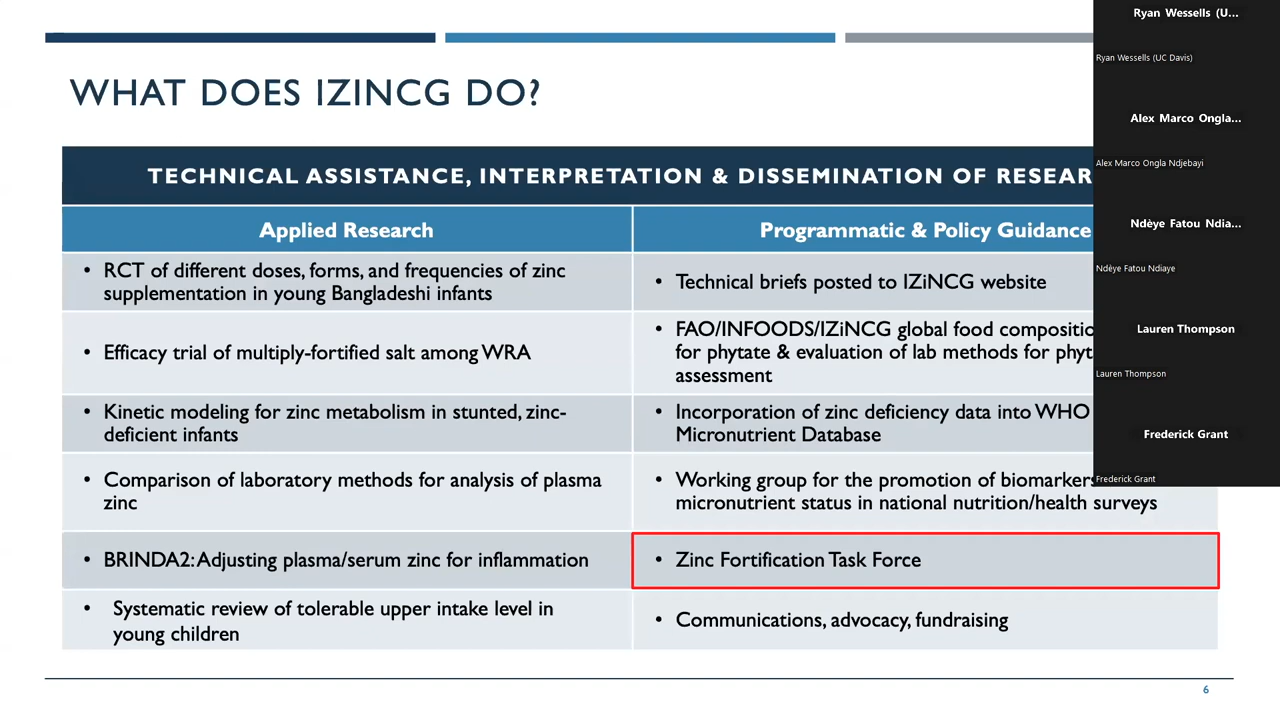 WHAT DOES IZINCG DO?
TECHNICAL ASSISTANCE, INTERPRETATION & DISSEMINATION OF RESEAR
Applied Research
Programmatic & Policy Guidance
• RCT of different doses, forms, and frequencies of zinc
supplementation in young Bangladeshi infants
• Technical briefs posted to IZiNCG website
• Efficacy trial of multiply-fortified salt among WRA
• FAO/INFOODS/IZiNCG global food compositio
for phytate & evaluation of lab methods for phyt
assessment
• Kinetic modeling for zinc metabolism in stunted, zinc-
deficient infants
• Incorporation of zinc deficiency data into WHO
Micronutrient Database
• Comparison of laboratory methods for analysis of plasma
zinc
• Working group for the promotion of biomarkers
micronutrient status in national nutrition/health surveys
• BRINDA2: Adjusting plasma/serum zinc for inflammation
• Zinc Fortification Task Force
• Systematic review of tolerable upper intake level in
young children
• Communications, advocacy, fundraising
6
Ryan Wessells (U...
Ryan Wessells (UC Davis)
Alex Marco Ongla...
Alex Marco Ongla Ndjebayi
Ndèye Fatou Ndia...
Ndèye Fatou Ndiaye
Lauren Thompson
Lauren Thompson
Frederick Grant
Frederick Grant